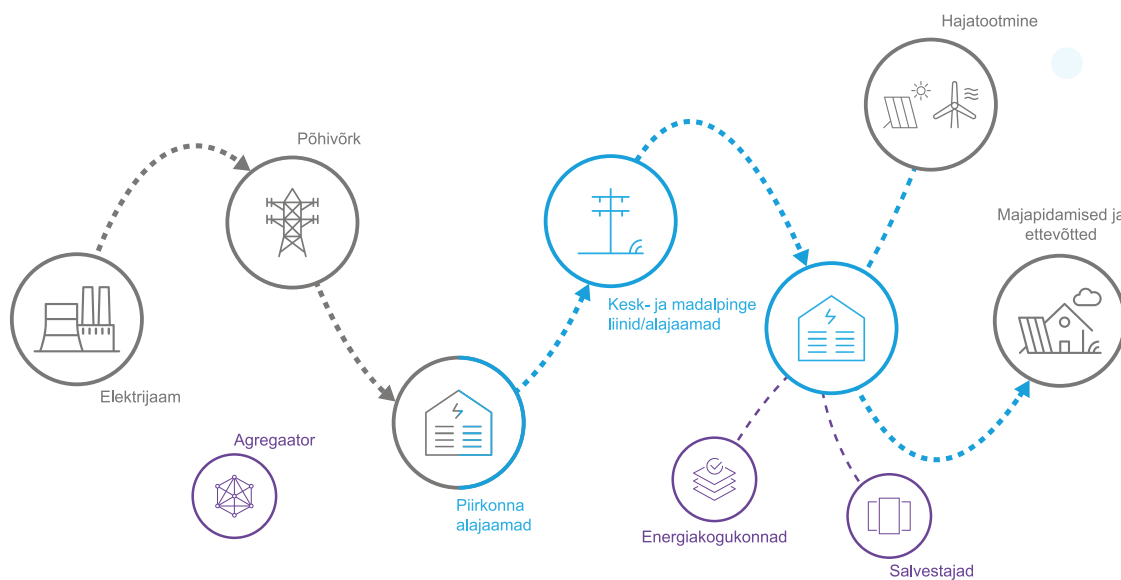 Hajatootmine
Põhivõrk
Majapidamised ja
ettevõtted
Kesk- ja madalpinge
liinid/alajaamad
Elektrijaam
Agregaator
Piirkonna
alajaamad
Energiakogukonnad
Salvestajad